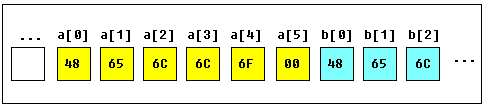 ... a[0] a[1] a[2] a[3] a[4] a[5] b[0] b[1] b[2]
48 65 6C 6C 6F 00 48 65 6C ...